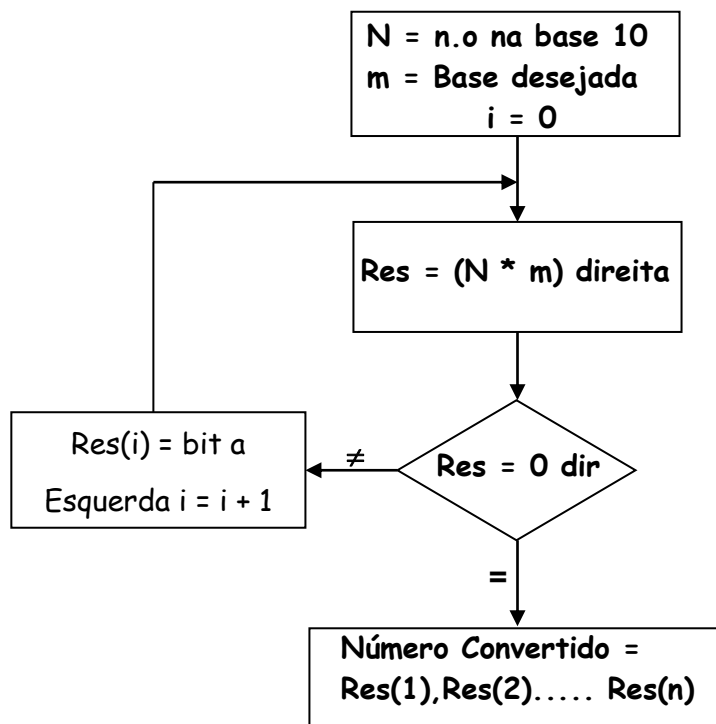 N = n.o na base 10
m = Base desejada
i = 0
Res = (N * m) direita
Res(i) = bit a
Esquerda i = i + 1
≠
Res = 0 dir
=
Número Convertido =
Res(1),Res(2)..... Res(n)